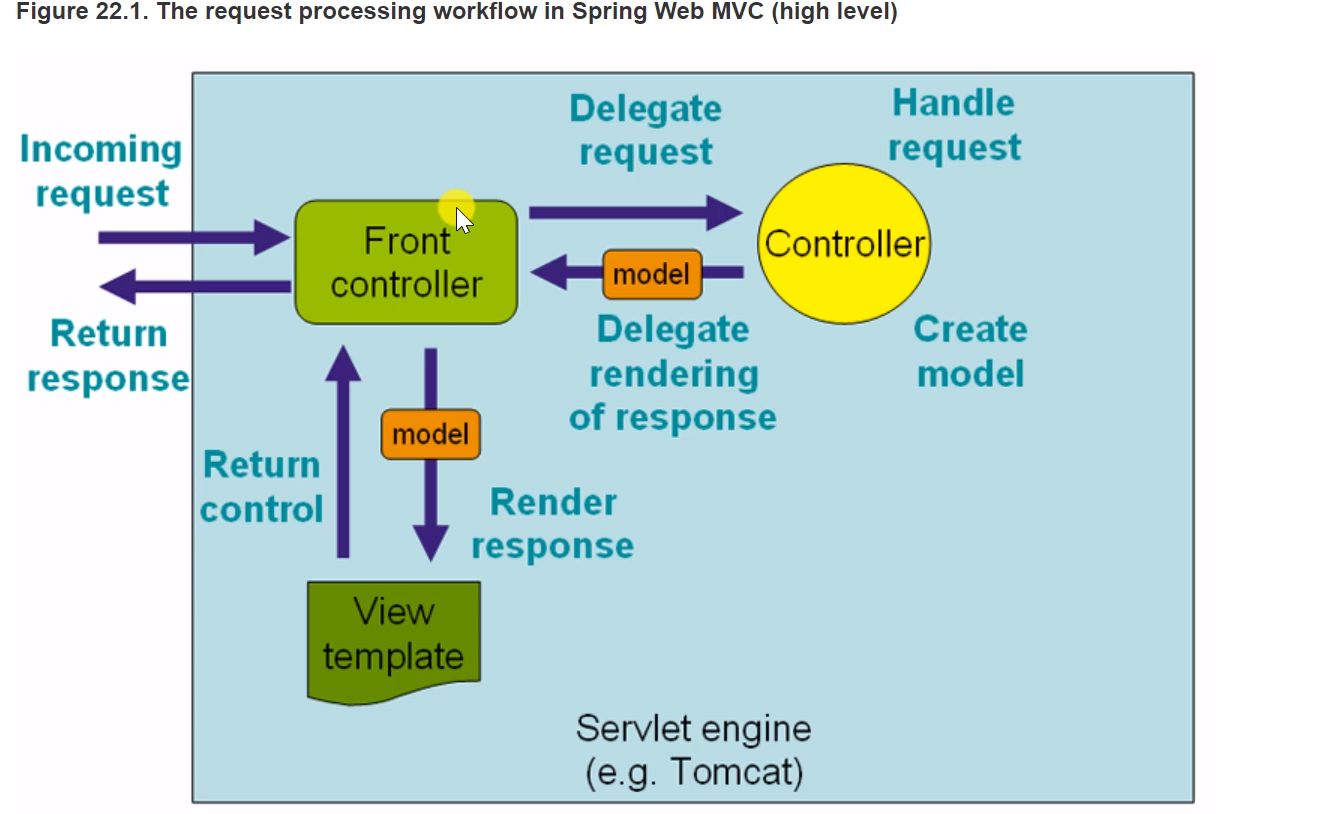 Figure 22.1. The request processing workflow in Spring Web MVC (high level)
Incoming
request
Return
response
Front
controller
Delegate
request
Handle
request
Controller
model
Delegate
rendering
of response
Create
model
Return
control
model
Render
response
View
template
Servlet engine
(e.g. Tomcat)